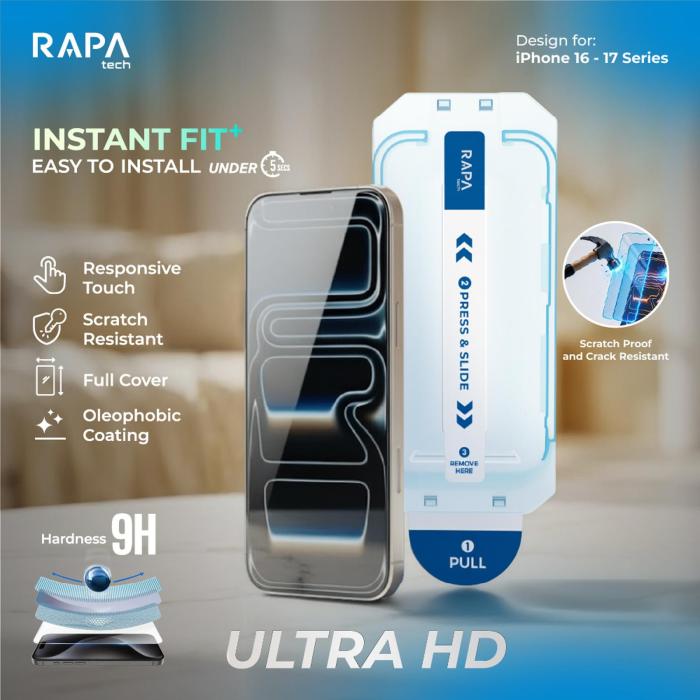 RAPA
tech
Design for:
iPhone 16 - 17 Series
INSTANT FIT+
EASY TO INSTALL UNDER 5 SECS
Responsive
Touch
Scratch
Resistant
Full Cover
Oleophobic
Coating
Hardness 9H
RAPA
tech
2 PRESS & SLIDE
3
REMOVE
HERE
1
PULL
Scratch Proof
and Crack Resistant
ULTRA HD